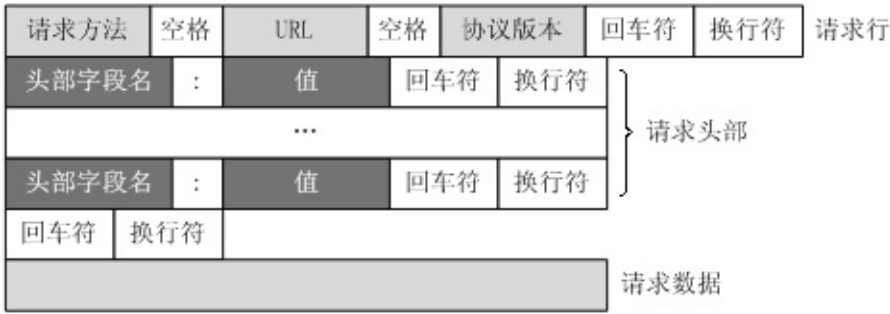 请求方法 空格 URL 空格 协议版本 回车符 换行符 请求行
头部字段名 : 值 回车符 换行符
… 请求头部
头部字段名 : 值 回车符 换行符
回车符 换行符
请求数据